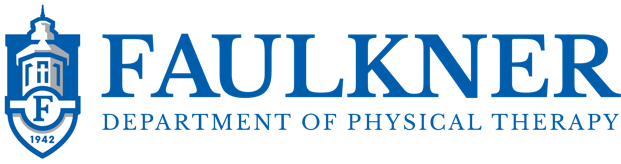 FAULKNER
DEPARTMENT OF PHYSICAL THERAPY
F
1942